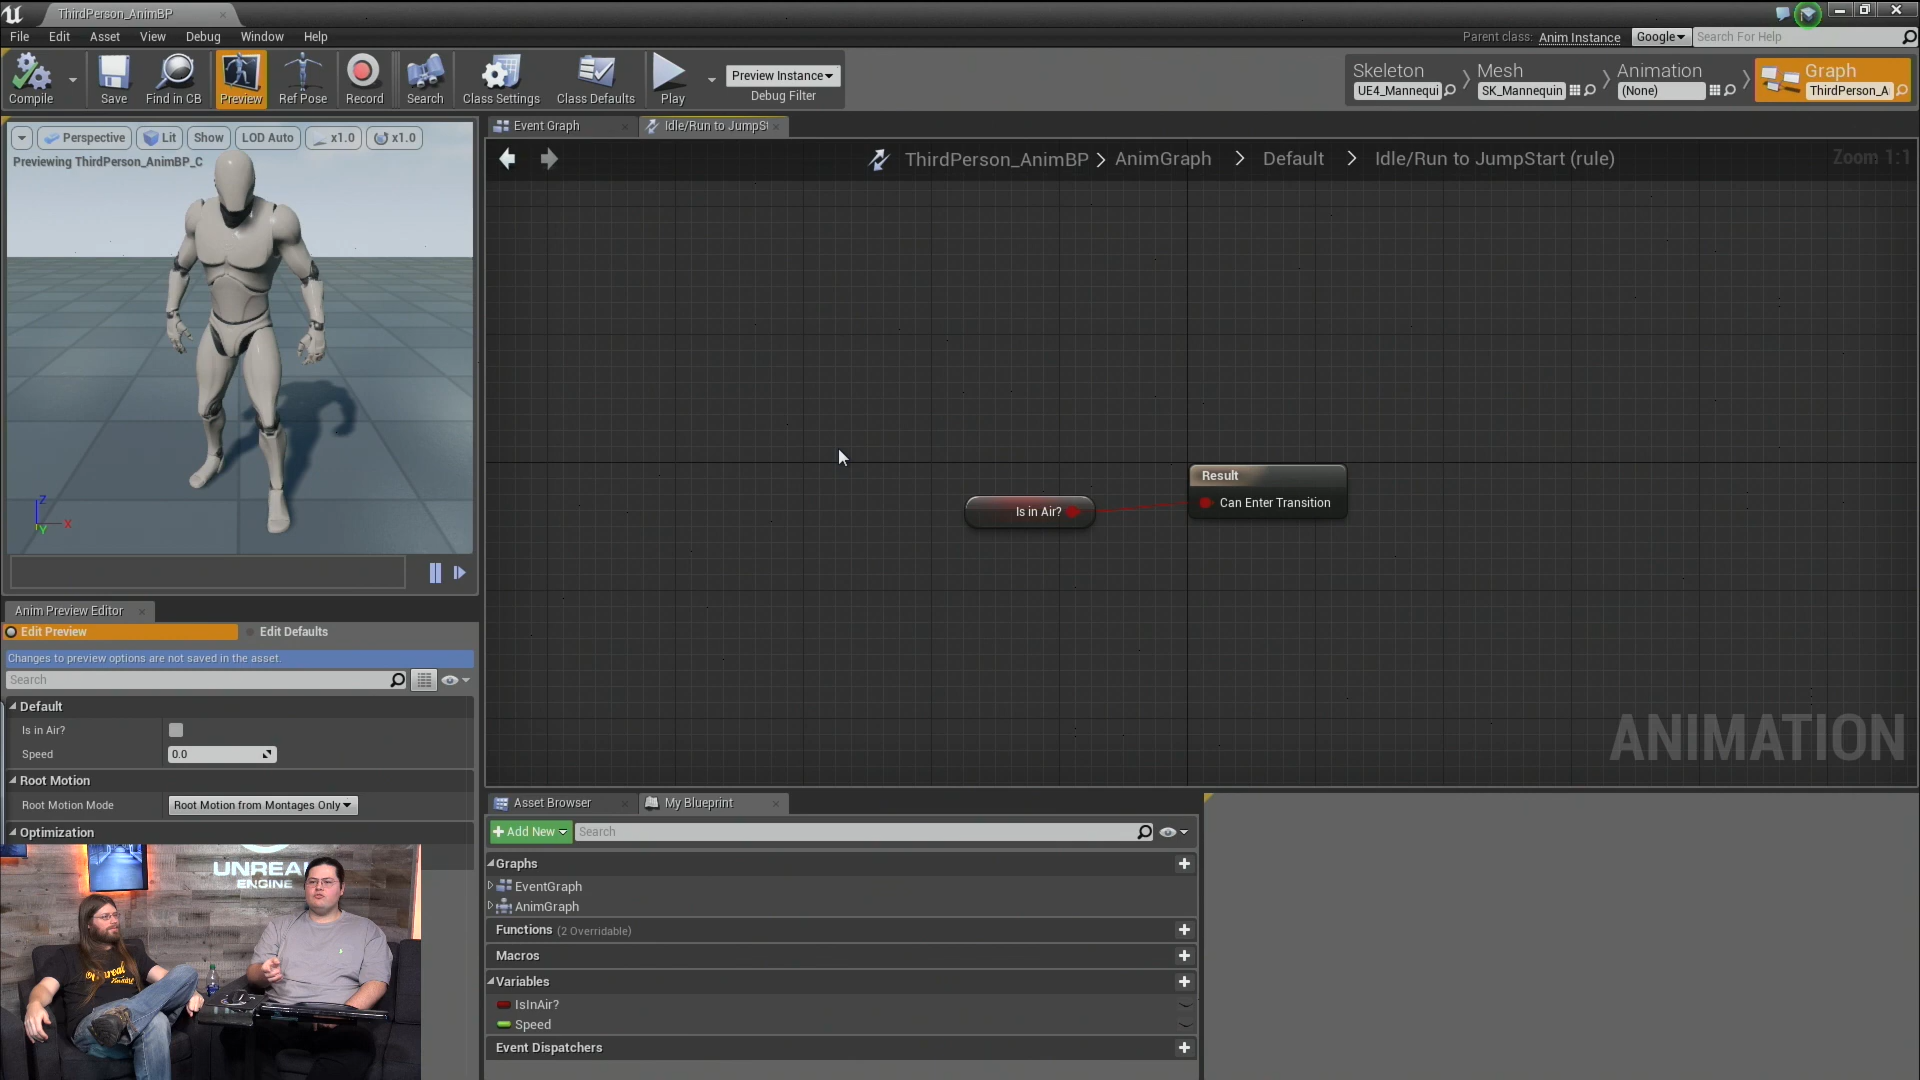 ThirdPerson_AnimBP
File Edit Asset View Debug Window Help
Parent class: Anim Instance Google Search For Help
Compile Save Find in CB Preview Ref Pose Record Search Class Settings Class Defaults Play
Preview Instance
Debug Filter
Skeleton
UE4_Mannequi
Mesh
SK_Mannequin
Animation
(None)
Graph
ThirdPerson_A
Perspective Lit Show LOD Auto x1.0 x1.0
Previewing ThirdPerson_AnimBP_C
Z
Y X
Event Graph
Idle/Run to JumpSt
ThirdPerson_AnimBP > AnimGraph > Default > Idle/Run to JumpStart (rule)
Zoom 1:1
Result
Can Enter Transition
Is in Air?
ANIMATION
Anim Preview Editor
Edit Preview Edit Defaults
Changes to preview options are not saved in the asset.
Search
Default
Is in Air?
Speed 0.0
Root Motion
Root Motion Mode Root Motion from Montages Only
Optimization
UNREAL
ENGINE
Asset Browser My Blueprint
+ Add New Search
Graphs
EventGraph
AnimGraph
Functions (2 Overridable)
Macros
Variables
IsInAir?
Speed
Event Dispatchers